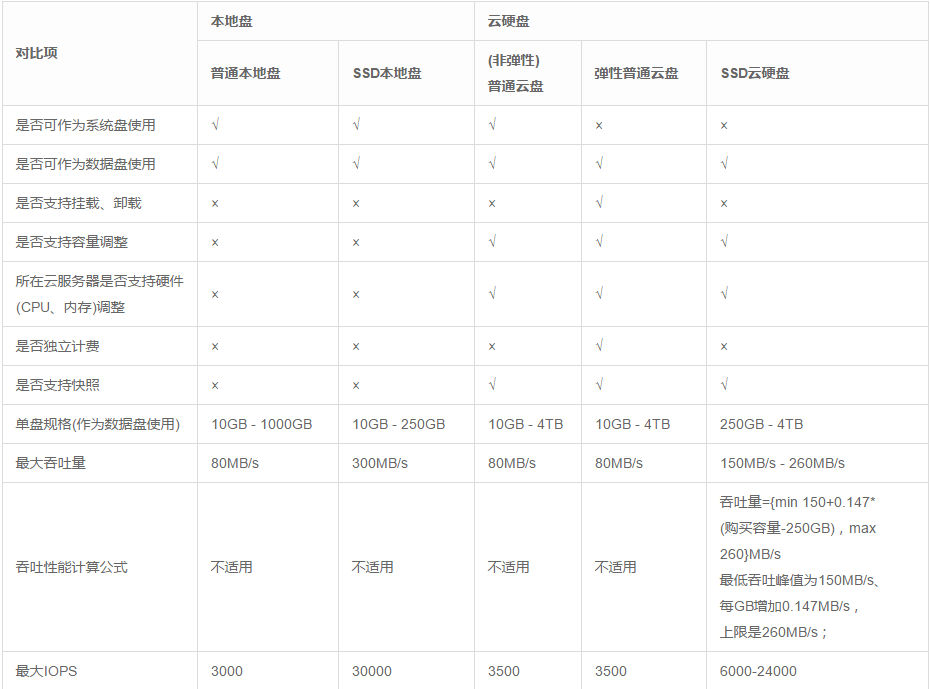 对比项
本地盘
云硬盘
普通本地盘
SSD本地盘
(非弹性)
普通云盘
弹性普通云盘
SSD云硬盘
是否可作为系统盘使用 √ √ √ × ×
是否可作为数据盘使用 √ √ √ √ √
是否支持挂载、卸载 × × × √ ×
是否支持容量调整 × × √ √ √
所在云服务器是否支持硬件
(CPU、内存)调整 × × √ √ √
是否独立计费 × × × √ ×
是否支持快照 × × √ √ √
单盘规格(作为数据盘使用) 10GB - 1000GB 10GB - 250GB 10GB - 4TB 10GB - 4TB 250GB - 4TB
最大吞吐量 80MB/s 300MB/s 80MB/s 80MB/s 150MB/s - 260MB/s
吞吐性能计算公式 不适用 不适用 不适用 不适用
吞吐量={min 150+0.147*
(购买容量-250GB)，max
260}MB/s
最低吞吐峰值为150MB/s、
每GB增加0.147MB/s，
上限是260MB/s；
最大IOPS 3000 30000 3500 3500 6000-24000